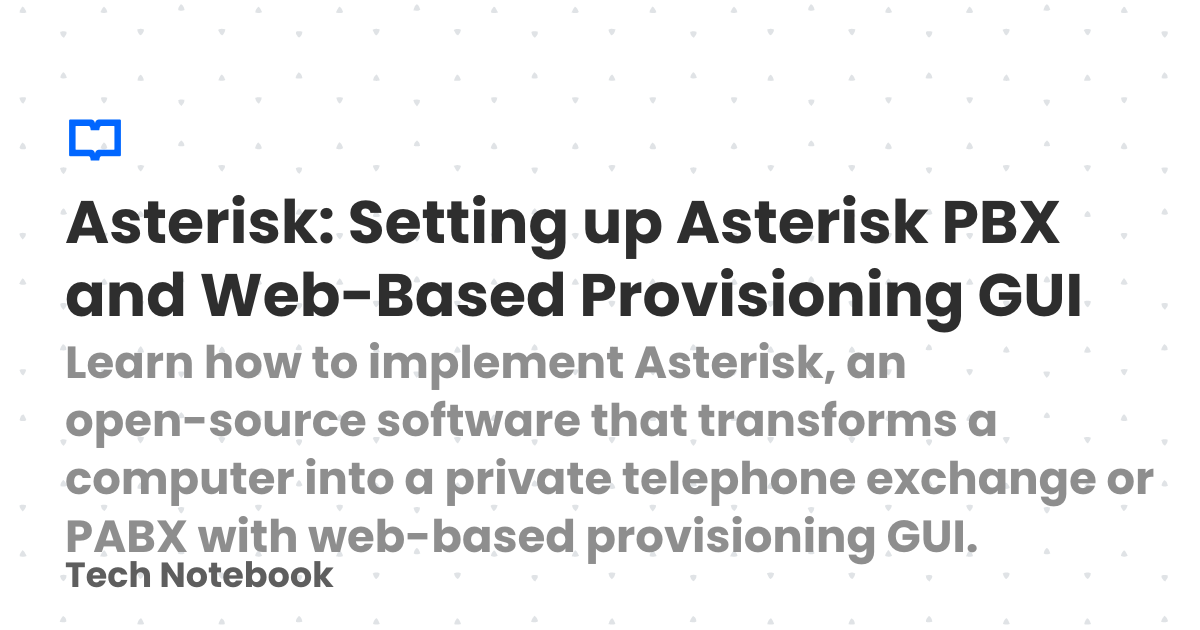 Asterisk: Setting up Asterisk PBX
and Web-Based Provisioning GUI
Learn how to implement Asterisk, an
open-source software that transforms a
computer into a private telephone exchange or
PABX with web-based provisioning GUI.
Tech Notebook